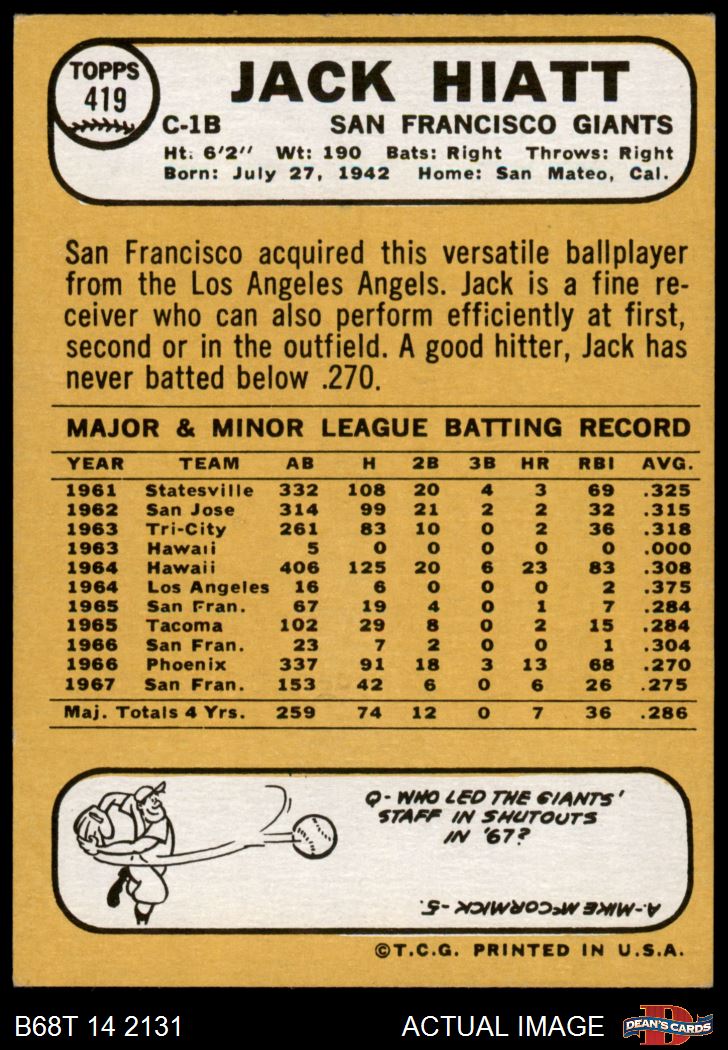 TOPPS
419
JACK HIATT
C-1B SAN FRANCISCO GIANTS
Ht: 6'2" Wt: 190 Bats: Right Throws: Right
Born: July 27, 1942 Home: San Mateo, Cal.
San Francisco acquired this versatile ballplayer
from the Los Angeles Angels. Jack is a fine re-
ceiver who can also perform efficiently at first,
second or in the outfield. A good hitter, Jack has
never batted below .270.
MAJOR & MINOR LEAGUE BATTING RECORD
YEAR TEAM AB H 2B 3B HR RBI AVG.
1961 Statesville 332 108 20 4 3 69 .325
1962 San Jose 314 99 21 2 2 32 .315
1963 Tri-City 261 83 10 0 2 36 .318
1963 Hawaii 5 0 0 0 0 0 .000
1964 Hawaii 406 125 20 6 23 83 .308
1964 Los Angeles 16 6 0 0 0 2 .375
1965 San Fran. 67 19 4 0 1 7 .284
1965 Tacoma 102 29 8 0 2 15 .284
1966 San Fran. 23 7 2 0 0 1 .304
1966 Phoenix 337 91 18 3 13 68 .270
1967 San Fran. 153 42 6 0 6 26 .275
Maj. Totals 4 Yrs. 259 74 12 0 7 36 .286
Q- WHO LED THE GIANTS'
STAFF IN SHUTOUTS
IN '67?
A- MIKE McCORMICK -5.
©T.C.G. PRINTED IN U.S.A.
B68T 14 2131 ACTUAL IMAGE DEAN'S CARDS